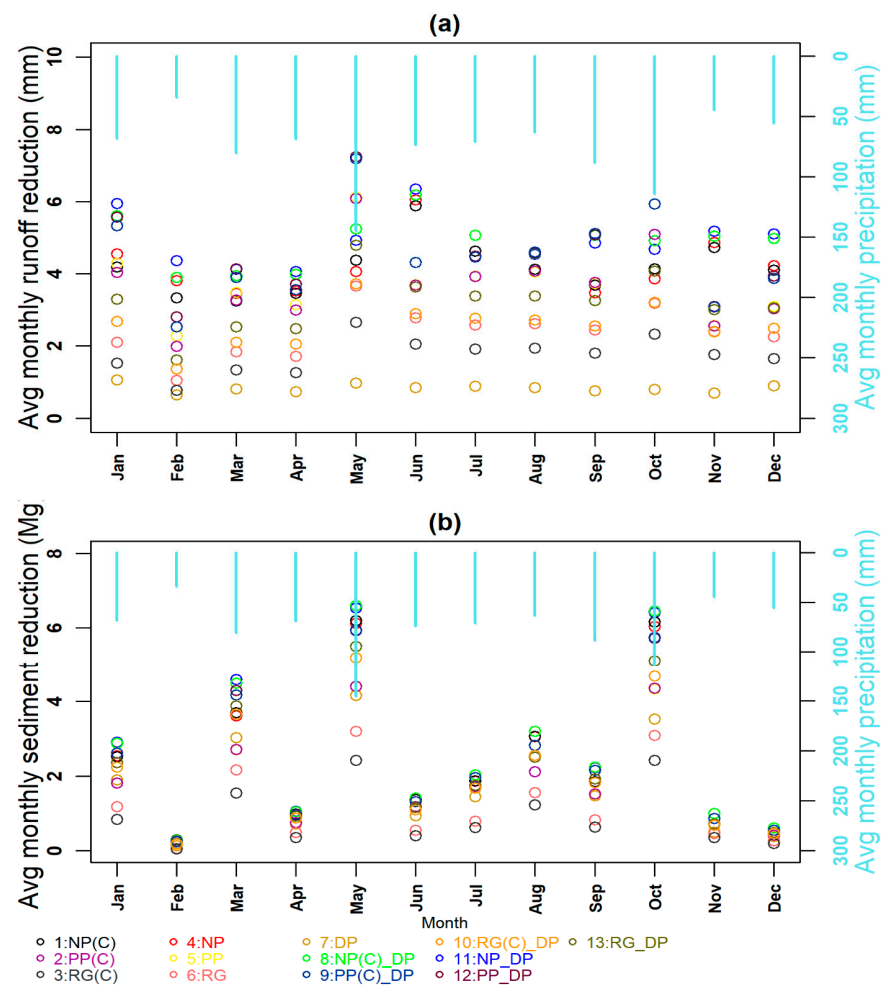 (a)
Avg monthly runoff reduction (mm)
10
8
6
4
2
0
0
50
100
150
200
250
300
Avg monthly precipitation (mm)
Jan Feb Mar Apr May Jun Jul Aug Sep Oct Nov Dec
(b)
Avg monthly sediment reduction (Mg
8
6
4
2
0
0
50
100
150
200
250
300
Avg monthly precipitation (mm)
Jan Feb Mar Apr May Jun Jul Aug Sep Oct Nov Dec
Month
1:NP(C) 4:NP 7:DP 10:RG(C)_DP 13:RG_DP
2:PP(C) 5:PP 8:NP(C)_DP 11:NP_DP
3:RG(C) 6:RG 9:PP(C)_DP 12:PP_DP